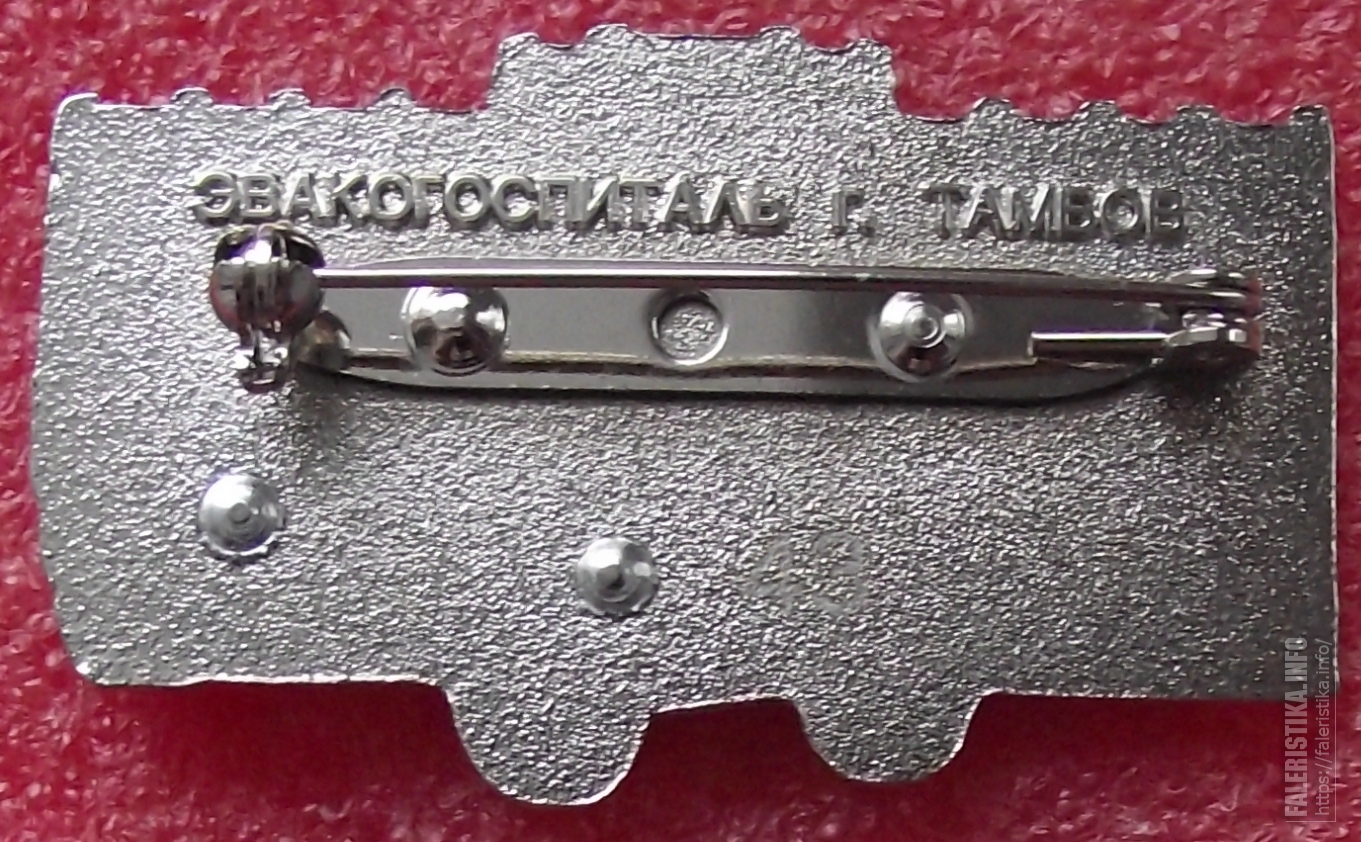 ЭВАКОГОСПИТАЛЬ г. ТАМБОВ
FALERISTIKA.INFO
https://faleristika.info/